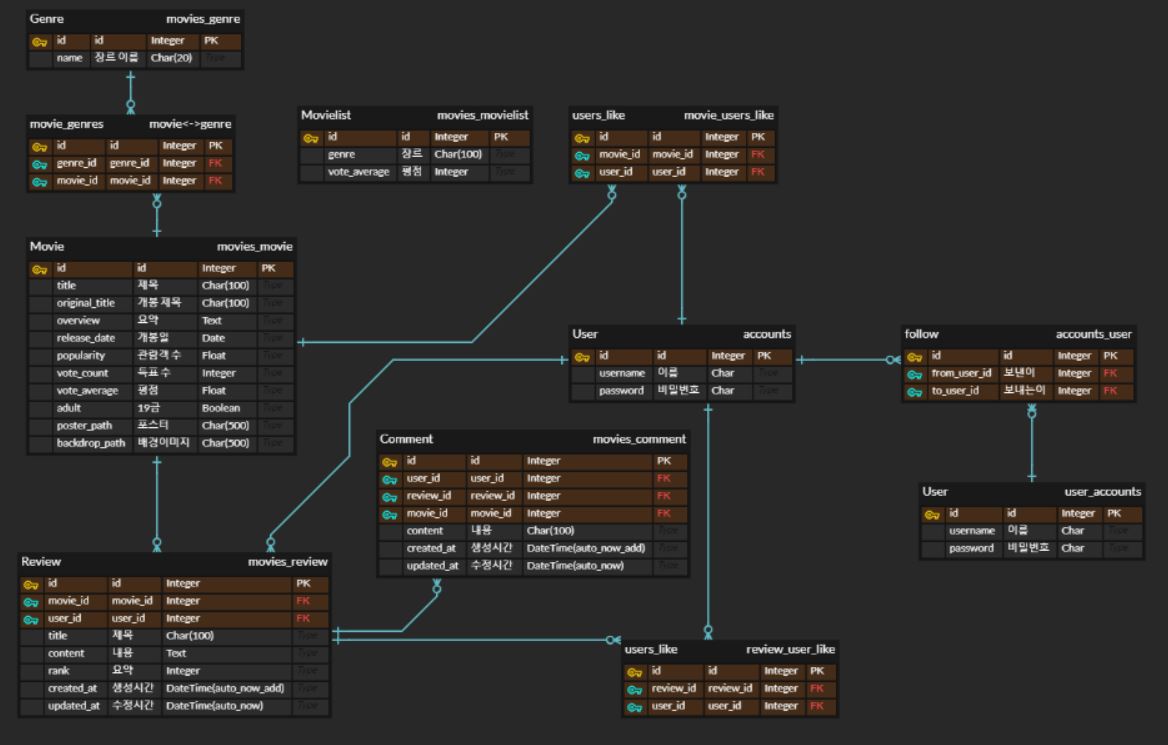 Genre movies_genre
id id Integer PK
name 장르 이름 Char(20) Type
movie_genres movie<->genre
id id Integer PK
genre_id genre_id Integer FK
movie_id movie_id Integer FK
Movielist movies_movielist
id id Integer PK
genre 장르 Char(100) Type
vote_average 평점 Integer Type
users_like movie_users_like
id id Integer PK
movie_id movie_id Integer FK
user_id user_id Integer FK
Movie movies_movie
id id Integer PK
title 제목 Char(100) Type
original_title 개봉 제목 Char(100) Type
overview 요약 Text Type
release_date 개봉일 Date Type
popularity 관람객 수 Float Type
vote_count 득표 수 Integer Type
vote_average 평점 Float Type
adult 19금 Boolean Type
poster_path 포스터 Char(500) Type
backdrop_path 배경이미지 Char(500) Type
User accounts
id id Integer PK
username 이름 Char Type
password 비밀번호 Char Type
follow accounts_user
id id Integer PK
from_user_id 보낸이 Integer FK
to_user_id 보내는이 Integer FK
Comment movies_comment
id id Integer PK
user_id user_id Integer FK
review_id review_id Integer FK
movie_id movie_id Integer FK
content 내용 Char(100) Type
created_at 생성시간 DateTime(auto_now_add) Type
updated_at 수정시간 DateTime(auto_now) Type
User user_accounts
id id Integer PK
username 이름 Char Type
password 비밀번호 Char Type
Review movies_review
id id Integer PK
movie_id movie_id Integer FK
user_id user_id Integer FK
title 제목 Char(100) Type
content 내용 Text Type
rank 요약 Integer Type
created_at 생성시간 DateTime(auto_now_add) Type
updated_at 수정시간 DateTime(auto_now) Type
users_like review_user_like
id id Integer PK
review_id review_id Integer FK
user_id user_id Integer FK